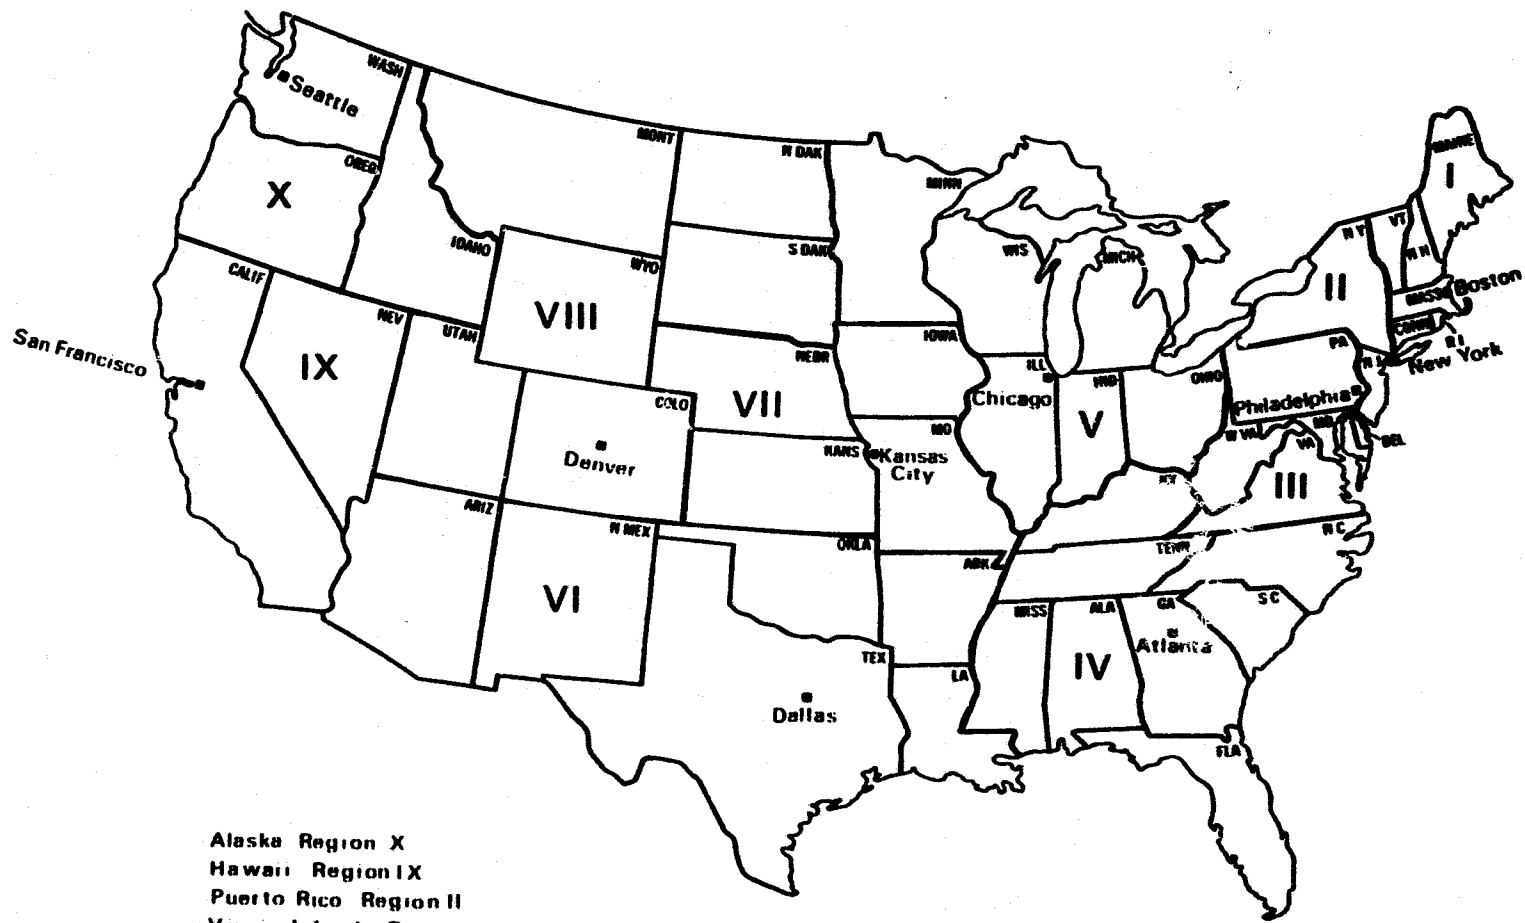 WASH
Seattle
MONT
N DAK
MINN
MAINE
OREG
X
I
IDAHO
WYO
S DAK
WIS
MICH
N Y
VT
N H
CALIF
NEV
UTAH
VIII
II
MASS
Boston
San Francisco
IX
NEBR
IOWA
ILL
IND
OHIO
PA
N J
CONN
R I
New York
COLO
VII
MO
Chicago
V
Philadelphia
W VA
MD
DEL
VA
Denver
KANS
Kansas
City
KY
III
ARIZ
N MEX
OKLA
ARK
TENN
N C
VI
MISS
ALA
GA
S C
Atlanta
TEX
LA
IV
Dallas
FLA
Alaska Region X
Hawaii Region IX
Puerto Rico Region II